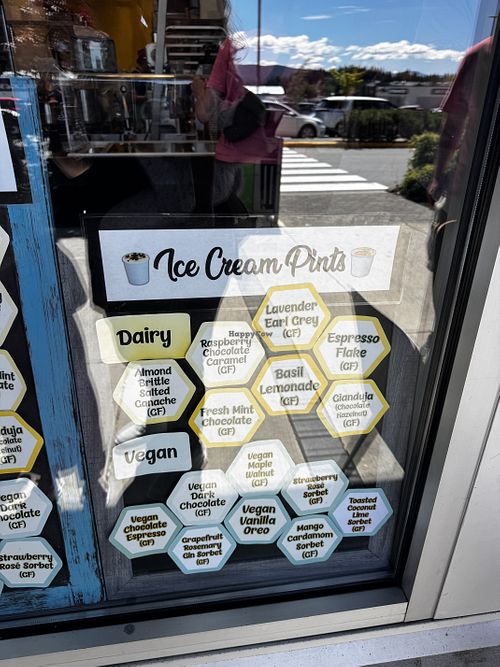 Ice Cream Pints
Dairy
Lavender
Earl Grey
(GF)
Raspberry
Chocolate
Caramel
(GF)
HappyCow
Espresso
Flake
(GF)
Almond
Brittle
Salted
Ganache
(GF)
Basil
Lemonade
(GF)
Fresh Mint
Chocolate
(GF)
Gianduja
(Chocolate
Hazelnut)
(GF)
Vegan
Vegan
Maple
Walnut
(GF)
Vegan
Dark
Chocolate
(GF)
Strawberry
Rosé
Sorbet
(GF)
Vegan
Chocolate
Espresso
(GF)
Vegan
Vanilla
Oreo
Toasted
Coconut
Lime
Sorbet
(GF)
Grapefruit
Rosemary
Gin Sorbet
(GF)
Mango
Cardamom
Sorbet
(GF)
(GF)
Dark
Chocolate
(GF)
Strawberry
Rosé Sorbet
(GF)